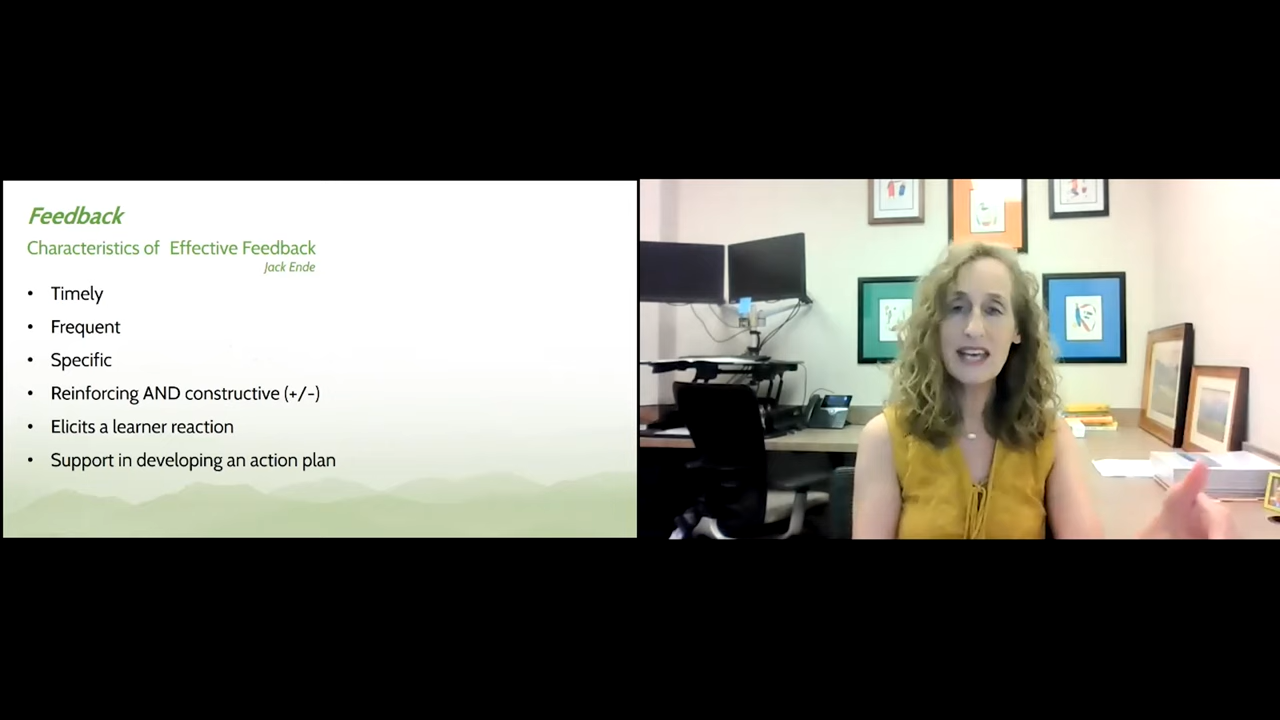 Feedback
Characteristics of Effective Feedback
Jack Ende
• Timely
• Frequent
• Specific
• Reinforcing AND constructive (+/-)
• Elicits a learner reaction
• Support in developing an action plan